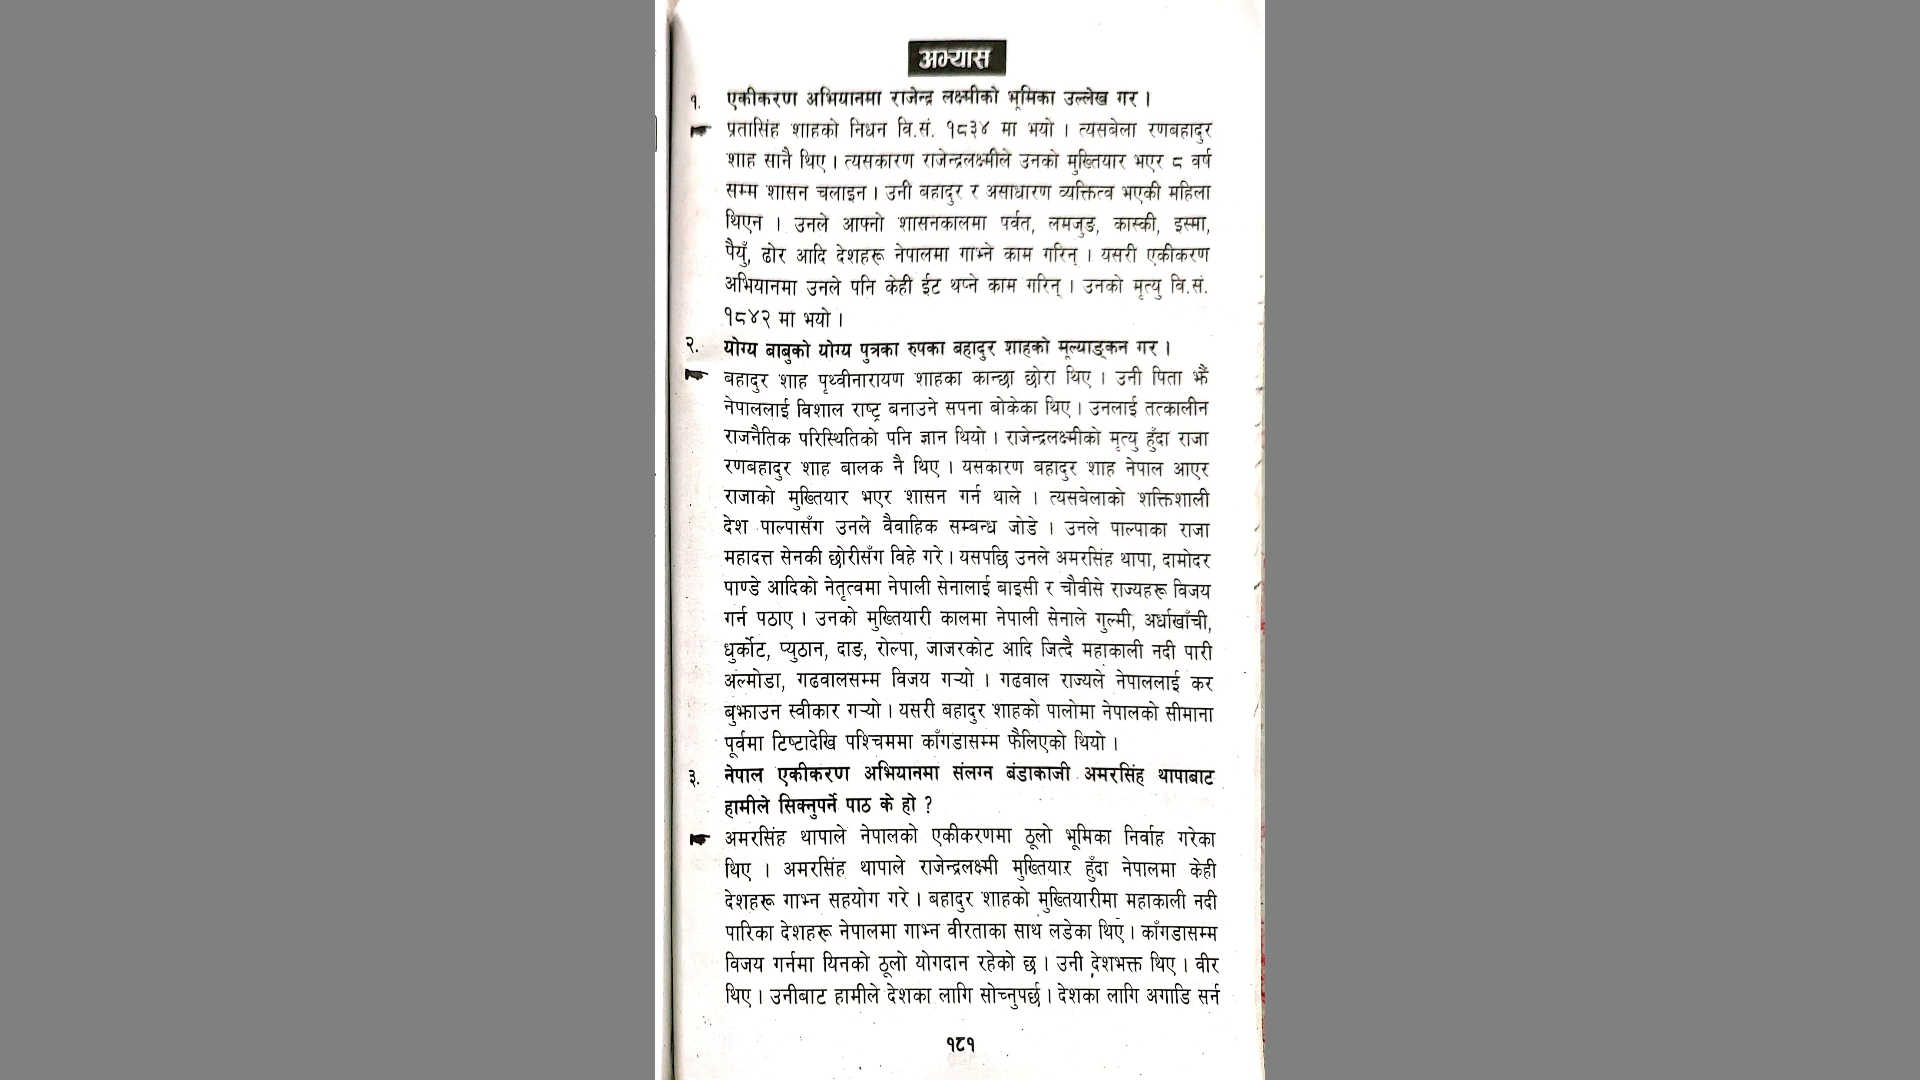 अभ्यास
१. एकीकरण अभियानमा राजेन्द्र लक्ष्मीको भूमिका उल्लेख गर ।
प्रतासिंह शाहको निधन वि.सं. १८३४ मा भयो । त्यसबेला रणबहादुर
शाह सानै थिए । त्यसकारण राजेन्द्रलक्ष्मीले उनको मुख्तियार भएर ८ वर्ष
सम्म शासन चलाइन । उनी बहादुर र असाधारण व्यक्तित्व भएकी महिला
थिएन । उनले आफ्नो शासनकालमा पर्वत, लमजुङ, कास्की, इस्मा,
पैयुँ, ढोर आदि देशहरू नेपालमा गाभ्ने काम गरिन् । यसरी एकीकरण
अभियानमा उनले पनि केही ईट थप्ने काम गरिन् । उनको मृत्यु वि.सं.
१८४२ मा भयो ।
२. योग्य बाबुको योग्य पुत्रका रुपका बहादुर शाहको मूल्याङ्कन गर ।
बहादुर शाह पृथ्वीनारायण शाहका कान्छा छोरा थिए । उनी पिता झैं
नेपाललाई विशाल राष्ट्र बनाउने सपना बोकेका थिए । उनलाई तत्कालीन
राजनैतिक परिस्थितिको पनि ज्ञान थियो । राजेन्द्रलक्ष्मीको मृत्यु हुँदा राजा
रणबहादुर शाह बालक नै थिए । यसकारण बहादुर शाह नेपाल आएर
राजाको मुख्तियार भएर शासन गर्न थाले । त्यसबेलाको शक्तिशाली
देश पाल्पासँग उनले वैवाहिक सम्बन्ध जोडे । उनले पाल्पाका राजा
महादत्त सेनकी छोरीसँग विहे गरे । यसपछि उनले अमरसिंह थापा, दामोदर
पाण्डे आदिको नेतृत्वमा नेपाली सेनालाई बाइसी र चौवीसे राज्यहरू विजय
गर्न पठाए । उनको मुख्तियारी कालमा नेपाली सेनाले गुल्मी, अर्घाखाँची,
धुर्कोट, प्युठान, दाङ, रोल्पा, जाजरकोट आदि जित्दै महाकाली नदी पारी
अल्मोडा, गढवालसम्म विजय गर्‍यो । गढवाल राज्यले नेपाललाई कर
बुझाउन स्वीकार गर्‍यो । यसरी बहादुर शाहको पालोमा नेपालको सीमाना
पूर्वमा टिष्टादेखि पश्चिममा काँगडासम्म फैलिएको थियो ।
३. नेपाल एकीकरण अभियानमा संलग्न बंडाकाजी अमरसिंह थापाबाट
हामीले सिक्नुपर्ने पाठ के हो ?
अमरसिंह थापाले नेपालको एकीकरणमा ठूलो भूमिका निर्वाह गरेका
थिए । अमरसिंह थापाले राजेन्द्रलक्ष्मी मुख्तियार हुँदा नेपालमा केही
देशहरू गाभ्न सहयोग गरे । बहादुर शाहको मुख्तियारीमा महाकाली नदी
पारिका देशहरू नेपालमा गाभ्न वीरताका साथ लडेका थिए । काँगडासम्म
विजय गर्नमा यिनको ठूलो योगदान रहेको छ । उनी देशभक्त थिए । वीर
थिए । उनीबाट हामीले देशका लागि सोच्नुपर्छ । देशका लागि अगाडि सर्न
१८१